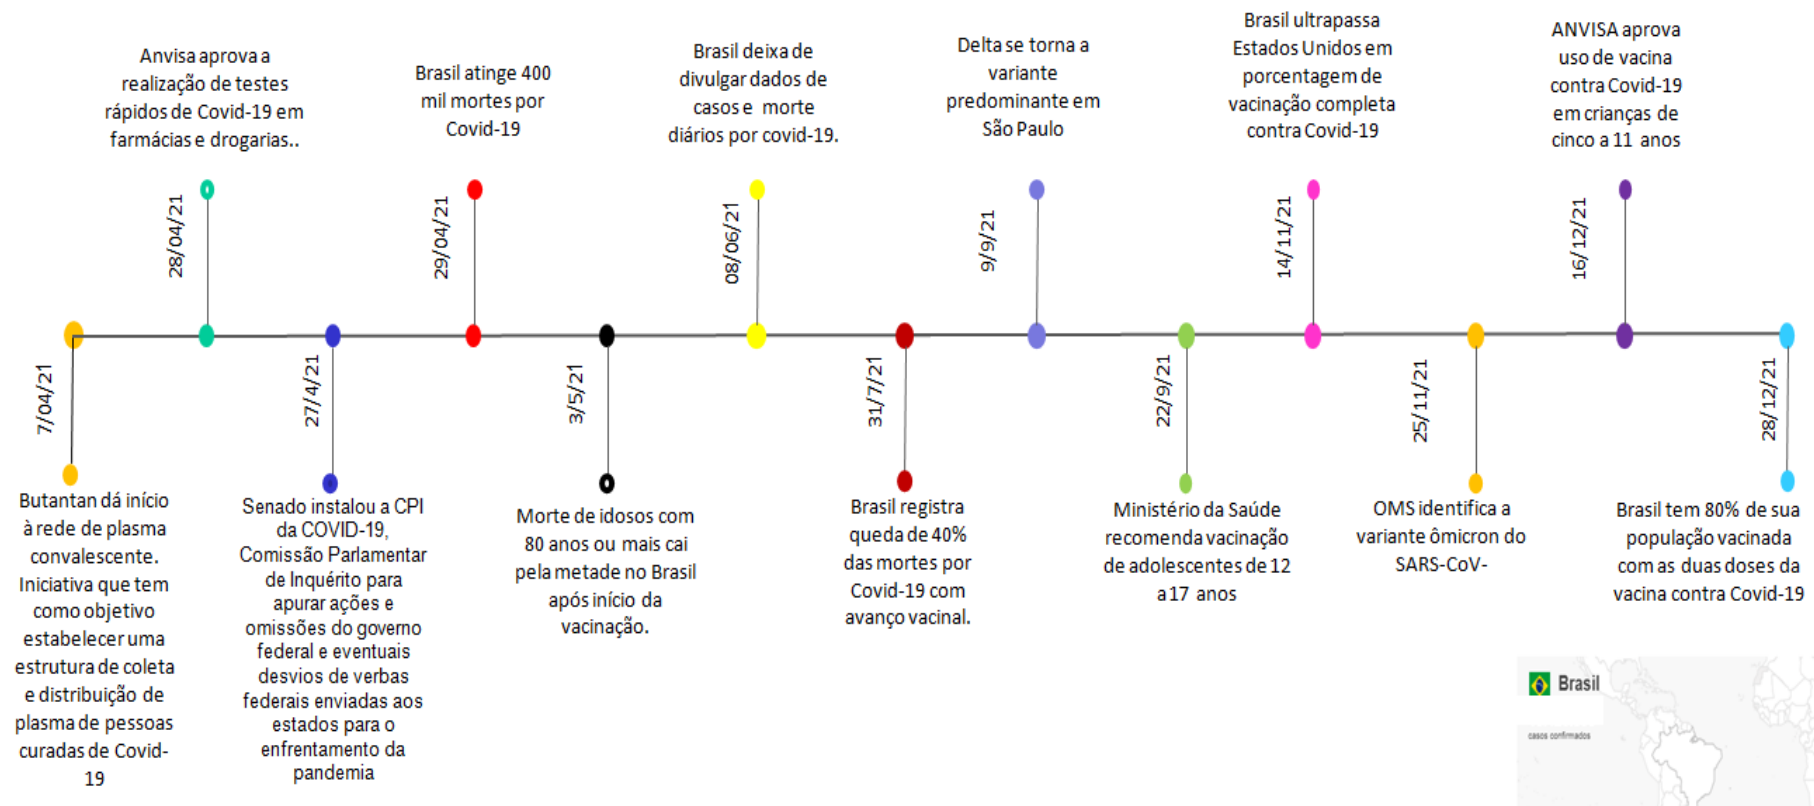 Anvisa aprova a
realização de testes
rápidos de Covid-19 em
farmácias e drogarias..
Brasil atinge 400
mil mortes por
Covid-19
Brasil deixa de
divulgar dados de
casos e morte
diários por covid-19.
Delta se torna a
variante
predominante em
São Paulo
Brasil ultrapassa
Estados Unidos em
porcentagem de
vacinação completa
contra Covid-19
ANVISA aprova
uso de vacina
contra Covid-19
em crianças de
cinco a 11 anos
28/04/21
29/04/21
08/06/21
9/9/21
14/11/21
16/12/21
7/04/21
27/4/21
3/5/21
31/7/21
22/9/21
25/11/21
28/12/21
Butantan dá início
à rede de plasma
convalescente.
Iniciativa que tem
como objetivo
estabelecer uma
estrutura de coleta
e distribuição de
plasma de pessoas
curadas de Covid-
19
Senado instalou a CPI
da COVID-19,
Comissão Parlamentar
de Inquérito para
apurar ações e
omissões do governo
federal e eventuais
desvios de verbas
federais enviadas aos
estados para o
enfrentamento da
pandemia
Morte de idosos com
80 anos ou mais cai
pela metade no Brasil
após início da
vacinação.
Brasil registra
queda de 40%
das mortes por
Covid-19 com
avanço vacinal.
Ministério da Saúde
recomenda vacinação
de adolescentes de 12
a 17 anos
OMS identifica a
variante ômicron do
SARS-CoV-
Brasil tem 80% de sua
população vacinada
com as duas doses da
vacina contra Covid-19
Brasil
casos confirmados